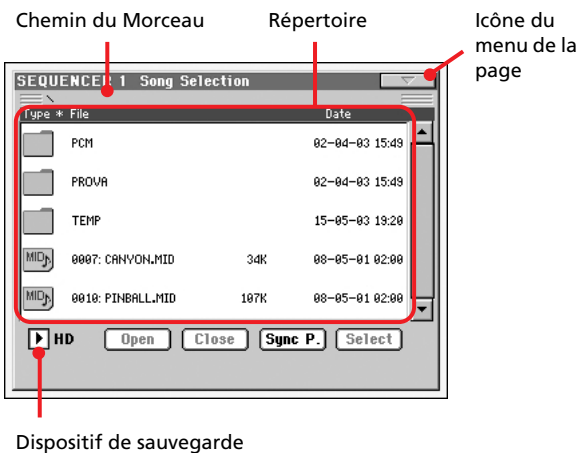 Chemin du Morceau
Répertoire
Icône du
menu de la
page
SEQUENCER 1 Song Selection
Type * File Date
PCM 02-04-03 15:49
PROVA 02-04-03 15:49
TEMP 15-05-03 19:20
MID 0007: CANYON.MID 34K 08-05-01 02:00
MID 0010: PINBALL.MID 107K 08-05-01 02:00
HD Open Close Sync P. Select
Dispositif de sauvegarde